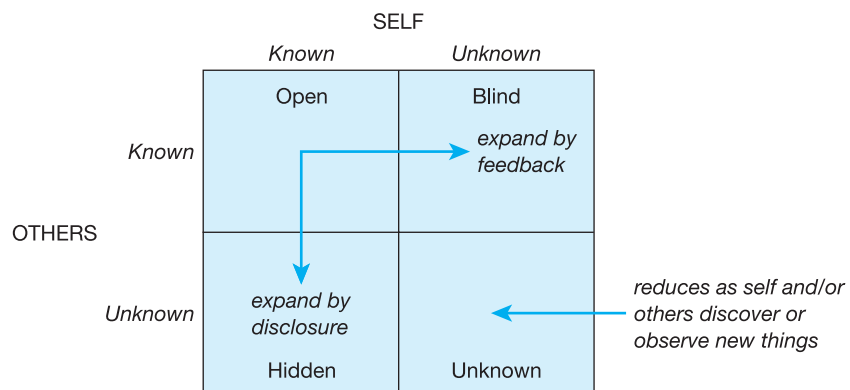 SELF
Known
Unknown
Open
Blind
Known
expand by
feedback
OTHERS
Unknown
expand by
disclosure
reduces as self and/or
others discover or
observe new things
Hidden
Unknown